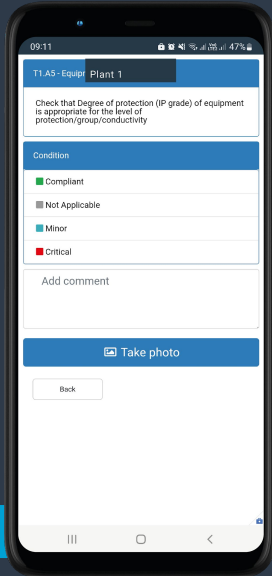 09:11
47%
T1.A5 - Equip
Plant 1
Check that Degree of protection (IP grade) of equipment
is appropriate for the level of
protection/group/conductivity
Condition
Compliant
Not Applicable
Minor
Critical
Add comment
Take photo
Back